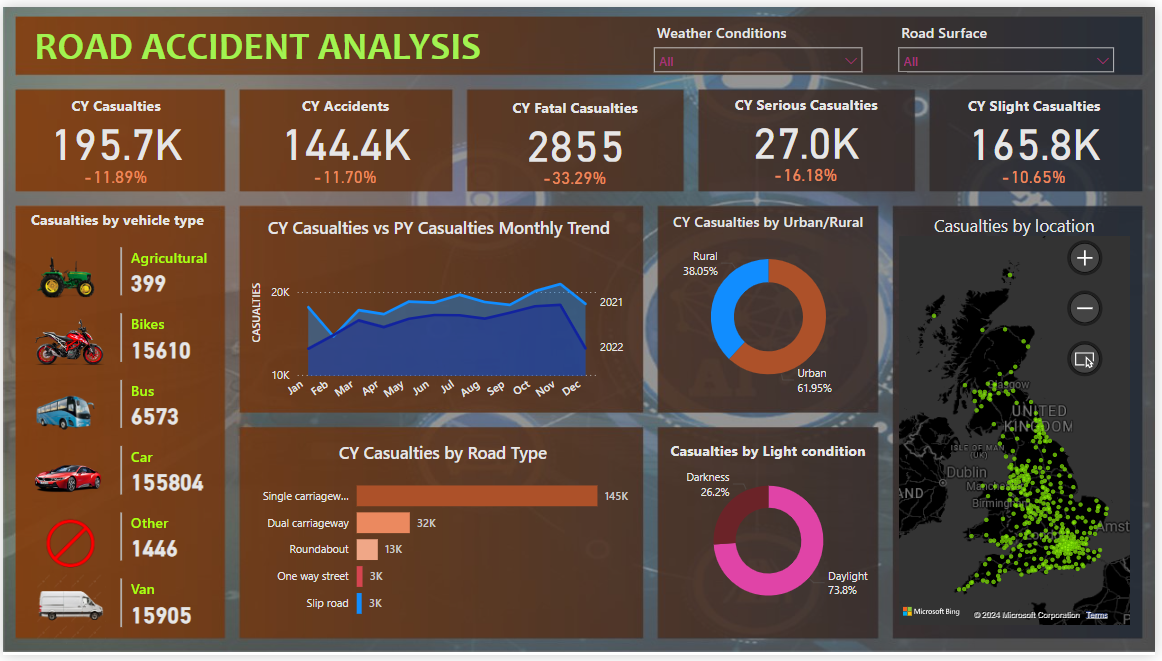 ROAD ACCIDENT ANALYSIS
Weather Conditions
All
Road Surface
All
CY Casualties
195.7K
-11.89%
CY Accidents
144.4K
-11.70%
CY Fatal Casualties
2855
-33.29%
CY Serious Casualties
27.0K
-16.18%
CY Slight Casualties
165.8K
-10.65%
Casualties by vehicle type
Agricultural
399
Bikes
15610
Bus
6573
Car
155804
Other
1446
Van
15905
CY Casualties vs PY Casualties Monthly Trend
CASUALTIES
20K
10K
2021
2022
Jan Feb Mar Apr May Jun Jul Aug Sep Oct Nov Dec
CY Casualties by Road Type
Single carriagew... 145K
Dual carriageway 32K
Roundabout 13K
One way street 3K
Slip road 3K
CY Casualties by Urban/Rural
Rural
38.05%
Urban
61.95%
Casualties by Light condition
Darkness
26.2%
Daylight
73.8%
Casualties by location
Glasgow
UNITED
KINGDOM
ISLE OF MAN
(UK)
Dublin
AND
Amst
Microsoft Bing
© 2024 Microsoft Corporation Terms